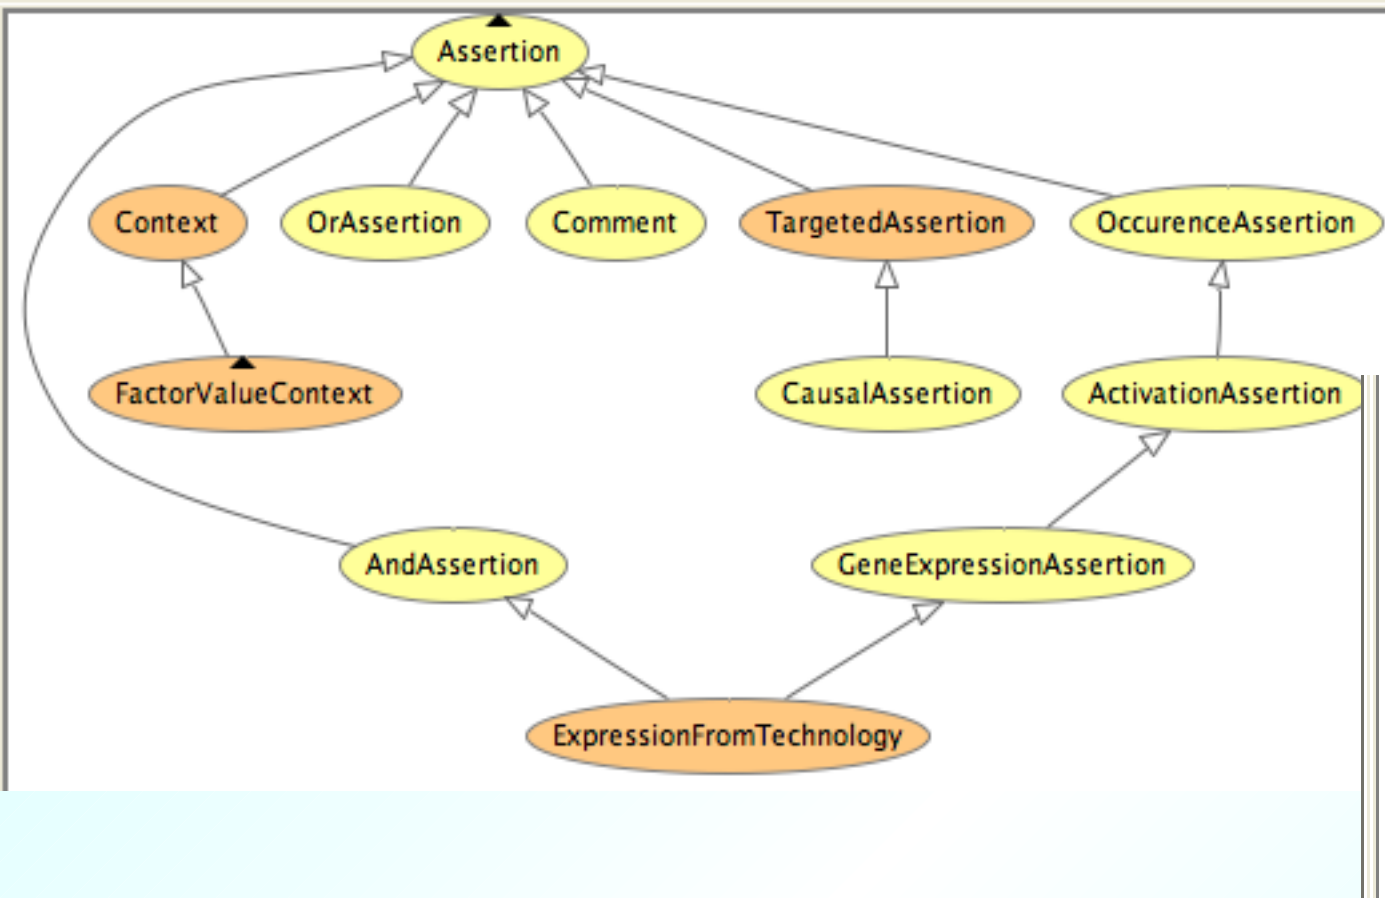 Assertion
Context
OrAssertion
Comment
TargetedAssertion
OccurenceAssertion
FactorValueContext
CausalAssertion
ActivationAssertion
AndAssertion
GeneExpressionAssertion
ExpressionFromTechnology